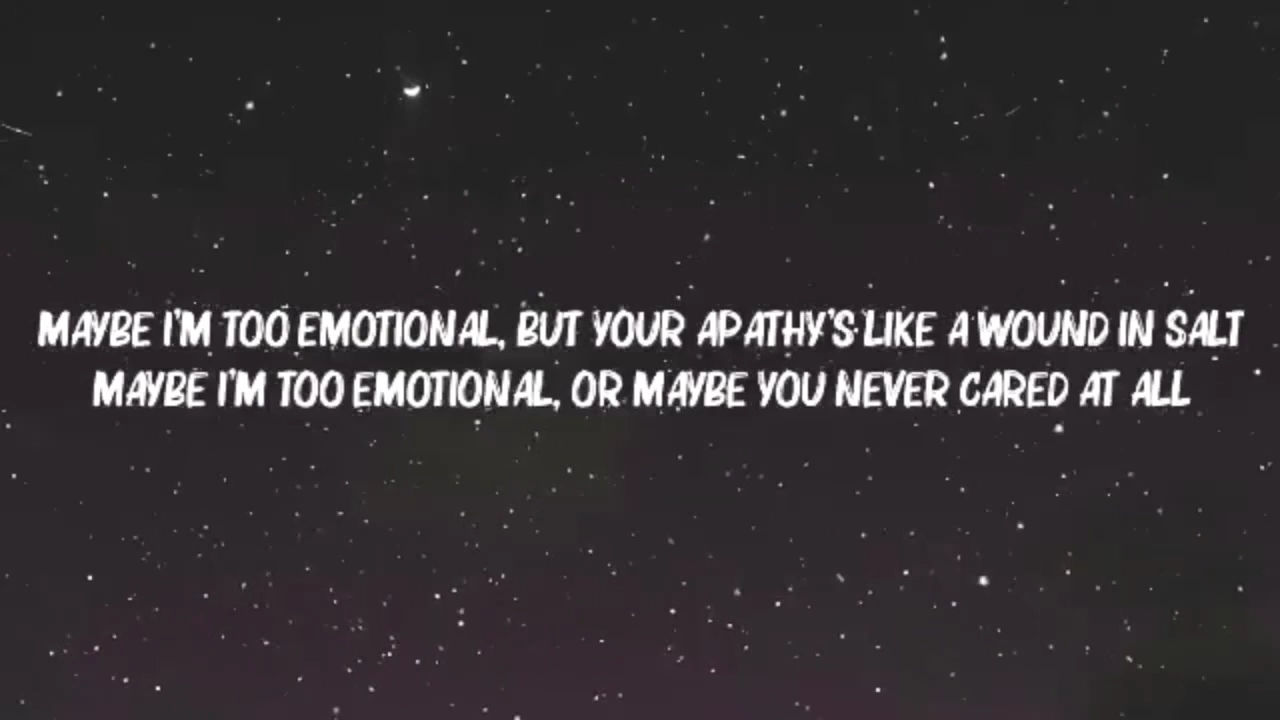 MAYBE I'M TOO EMOTIONAL, BUT YOUR APATHY'S LIKE A WOUND IN SALT
MAYBE I'M TOO EMOTIONAL, OR MAYBE YOU NEVER CARED AT ALL